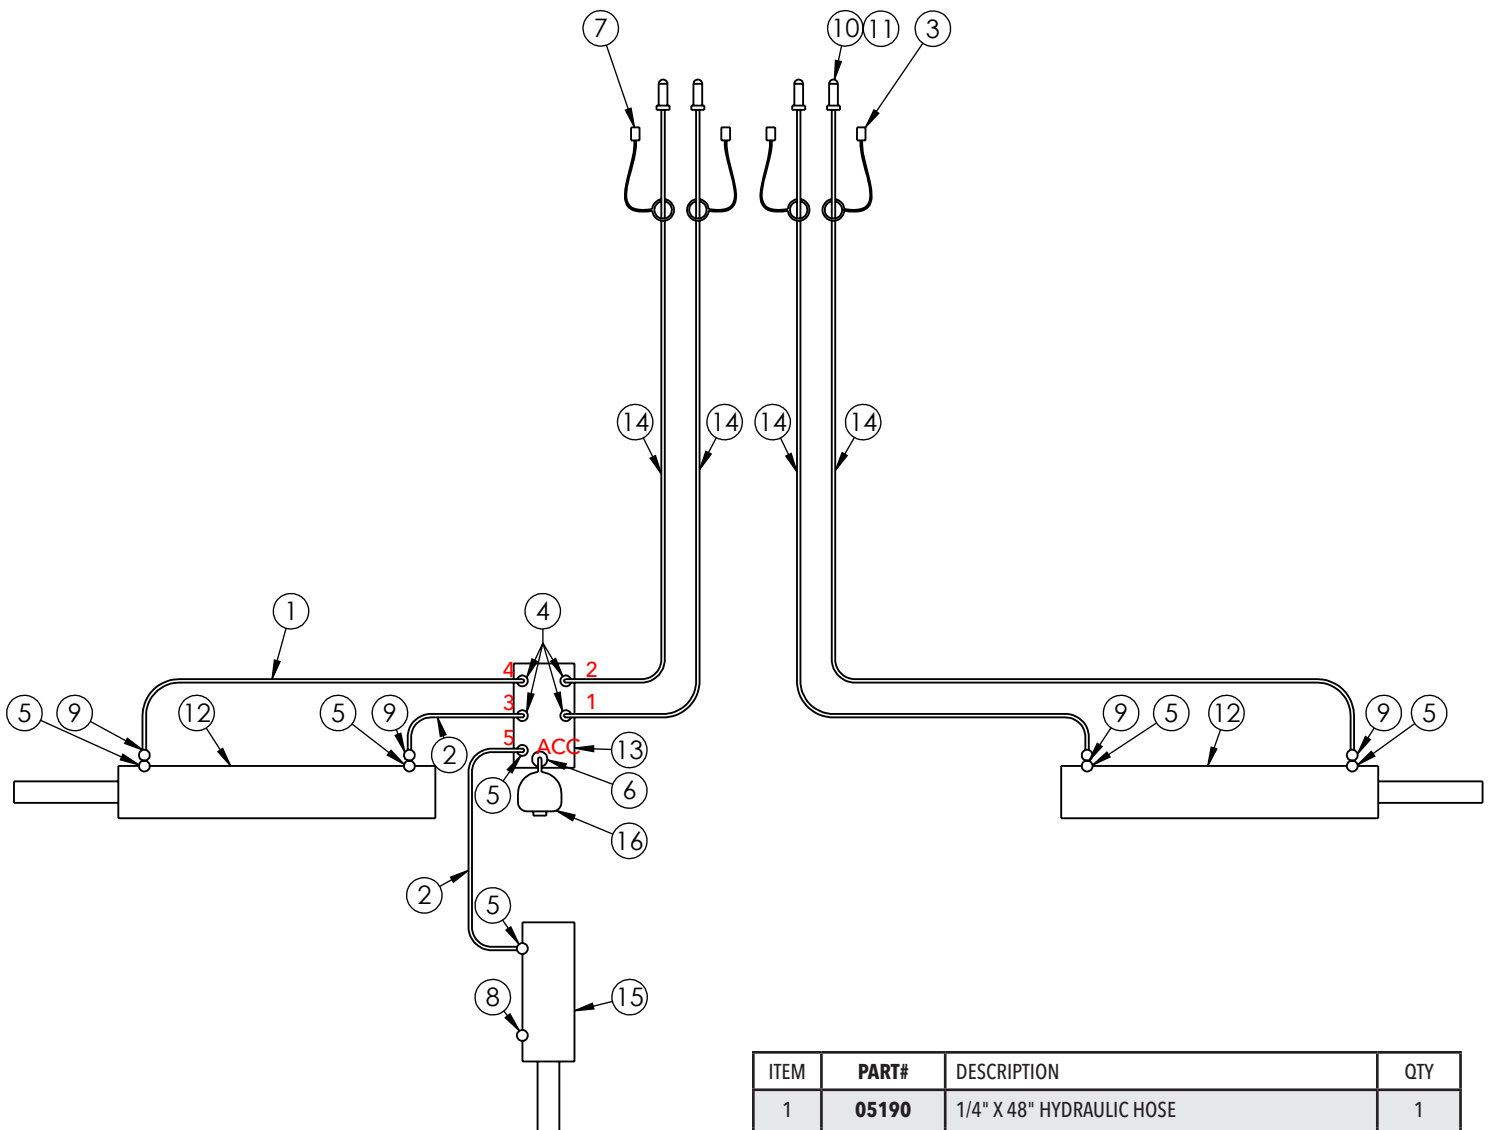 7 10 11 3
14 14 14 14
1 4
4 2
3 1
5 9 12 5 9 2 5 ACC 13 9 5 12 9 5
5 6
16
2 5
8 15
ITEM PART# DESCRIPTION QTY
1 05190 1/4" X 48" HYDRAULIC HOSE 1